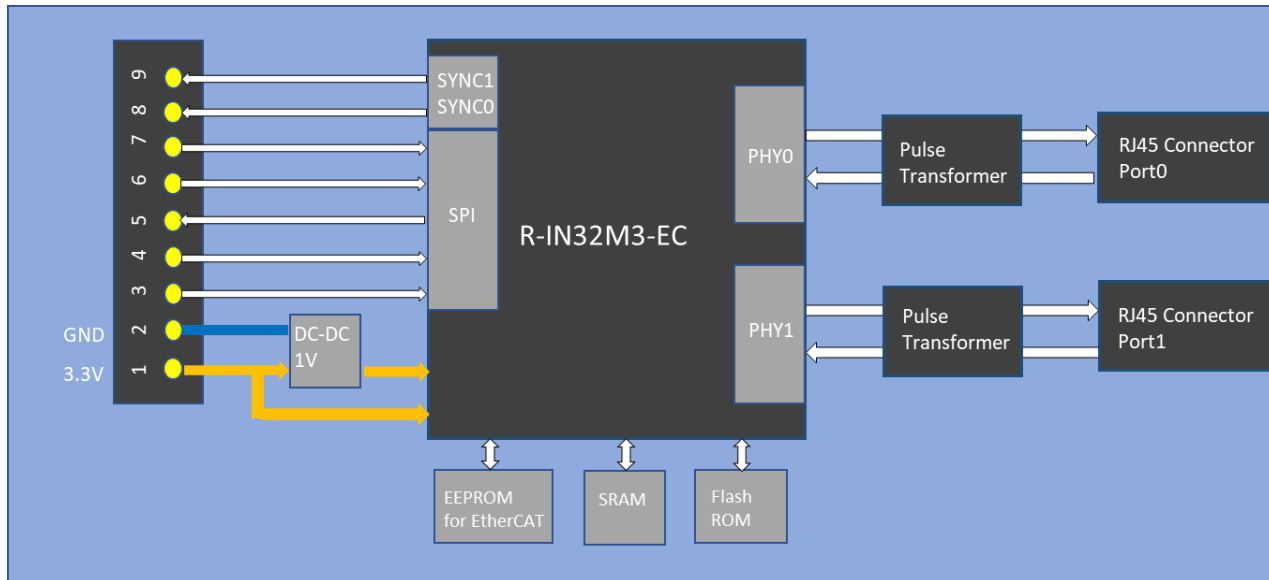 9
8
7
6
5
4
3
2
1
GND
3.3V
SYNC1
SYNC0
SPI
DC-DC
1V
R-IN32M3-EC
PHY0
PHY1
Pulse
Transformer
RJ45 Connector
Port0
Pulse
Transformer
RJ45 Connector
Port1
EEPROM
for EtherCAT
SRAM
Flash
ROM